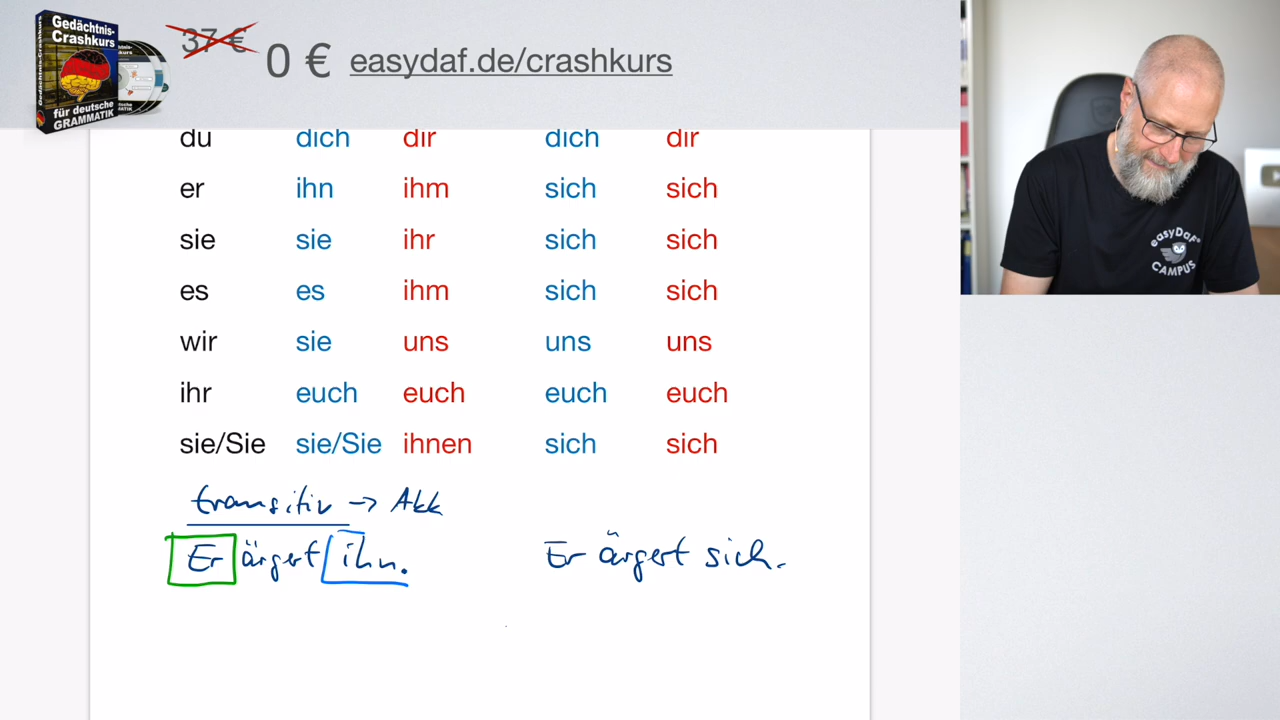 Gedächtnis-
Crashkurs
für deutsche
GRAMMATIK
37 €
0 € easydaf.de/crashkurs
du dich dir dich dir
er ihn ihm sich sich
sie sie ihr sich sich
es es ihm sich sich
wir sie uns uns uns
ihr euch euch euch euch
sie/Sie sie/Sie ihnen sich sich
transitiv → Akk
Er ärgert ihn. Er ärgert sich.
easyDaF®
CAMPUS